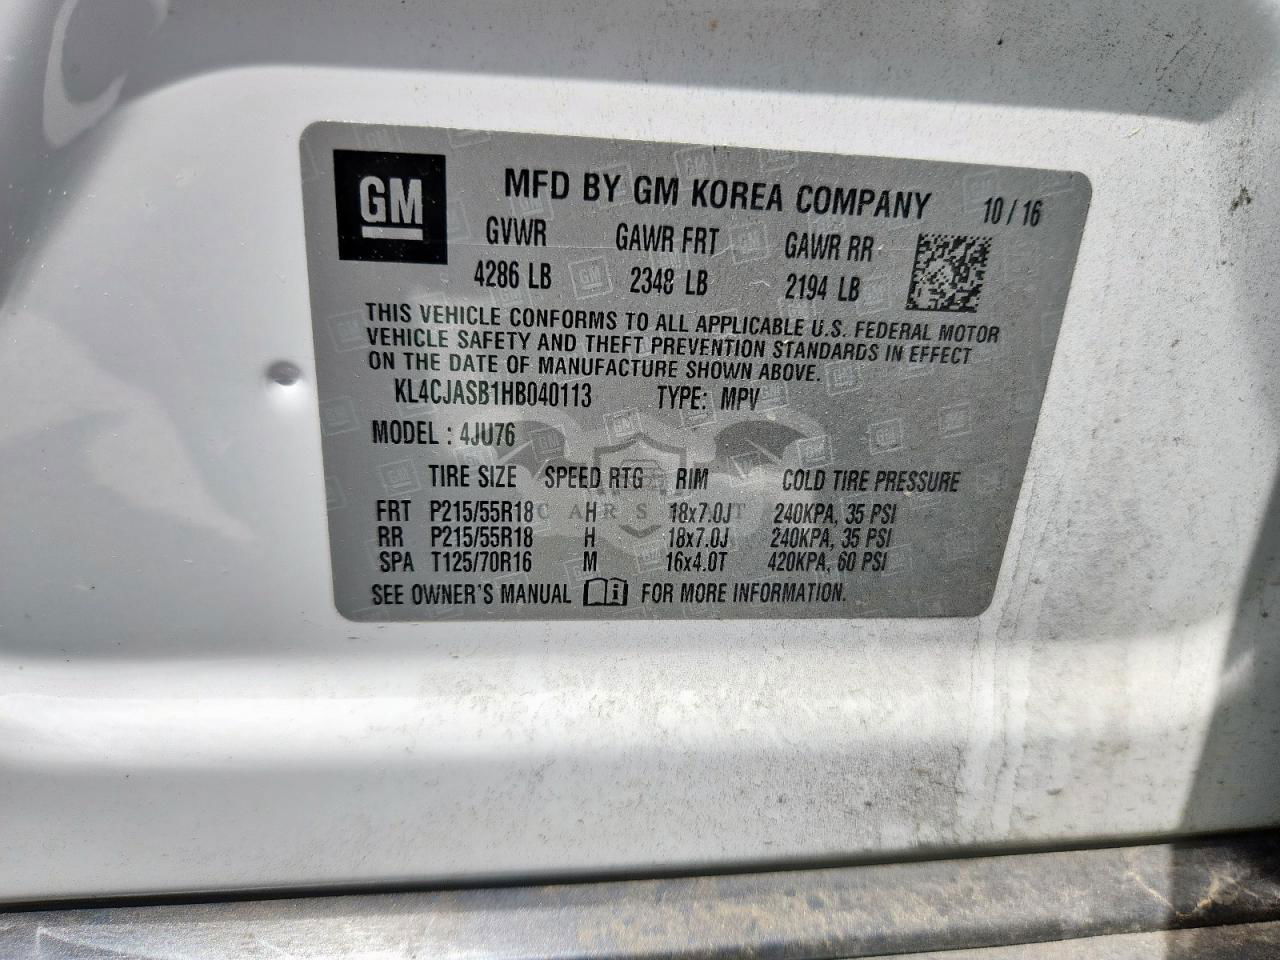 GM
MFD BY GM KOREA COMPANY 10/16
GVWR GAWR FRT GAWR RR
4286 LB 2348 LB 2194 LB
THIS VEHICLE CONFORMS TO ALL APPLICABLE U.S. FEDERAL MOTOR
VEHICLE SAFETY AND THEFT PREVENTION STANDARDS IN EFFECT
ON THE DATE OF MANUFACTURE SHOWN ABOVE.
KL4CJASB1HB040113 TYPE: MPV
MODEL : 4JU76
TIRE SIZE SPEED RTG RIM COLD TIRE PRESSURE
FRT P215/55R18 H 18x7.0J 240KPA, 35 PSI
RR P215/55R18 H 18x7.0J 240KPA, 35 PSI
SPA T125/70R16 M 16x4.0T 420KPA, 60 PSI
SEE OWNER'S MANUAL i FOR MORE INFORMATION.